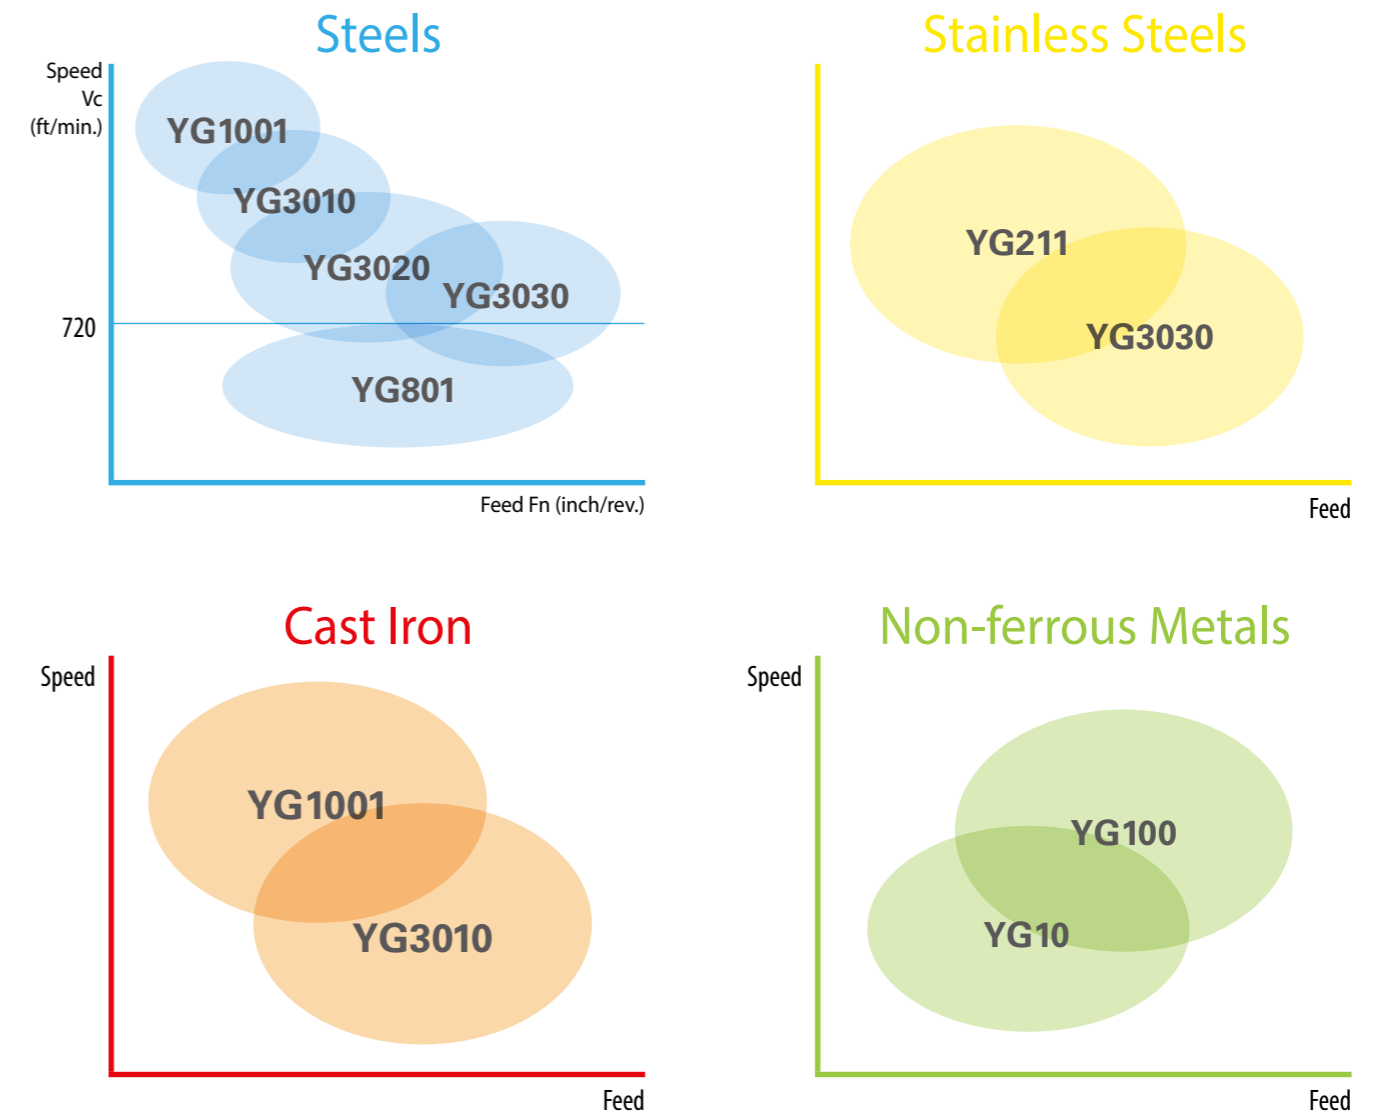 Steels
Speed
Vc
(ft/min.)
YG1001
YG3010
YG3020
YG3030
720
YG801
Feed Fn (inch/rev.)
Stainless Steels
YG211
YG3030
Feed
Cast Iron
Speed
YG1001
YG3010
Feed
Non-ferrous Metals
Speed
YG100
YG10
Feed